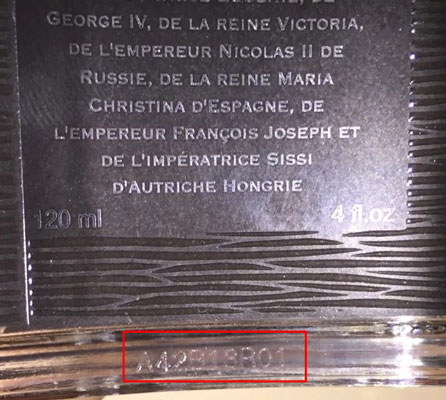 GEORGE IV, DE LA REINE VICTORIA,
DE L'EMPEREUR NICOLAS II DE
RUSSIE, DE LA REINE MARIA
CHRISTINA D'ESPAGNE, DE
L'EMPEREUR FRANÇOIS JOSEPH ET
DE L'IMPÉRATRICE SISSI
D'AUTRICHE HONGRIE
120 ml 4 fl.oz